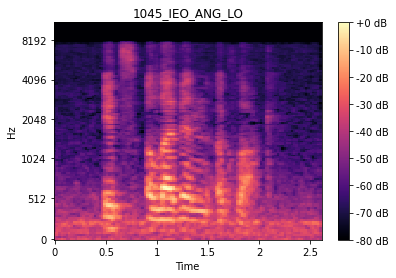 1045_IEO_ANG_LO
+0 dB
8192
-10 dB
4096
-20 dB
-30 dB
Hz
2048
-40 dB
1024
-50 dB
-60 dB
512
-70 dB
0
-80 dB
0 0.5 1 1.5 2 2.5
Time